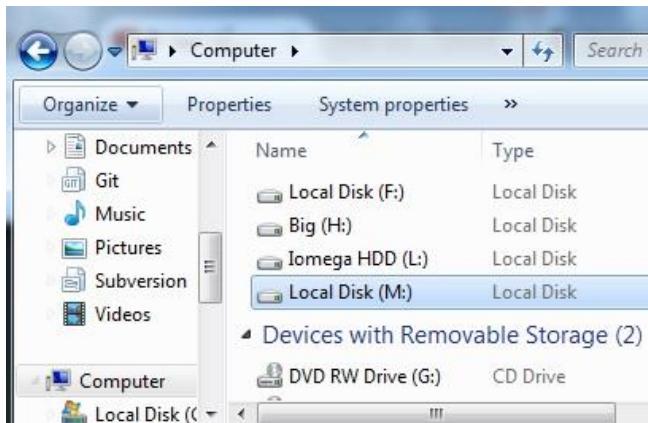 Computer
Search
Organize
Properties
System properties
»
Documents
Git
Music
Pictures
Subversion
Videos
Computer
Local Disk (
Name
Type
Local Disk (F:)
Local Disk
Big (H:)
Local Disk
Iomega HDD (L:)
Local Disk
Local Disk (M:)
Local Disk
Devices with Removable Storage (2)
DVD RW Drive (G:)
CD Drive